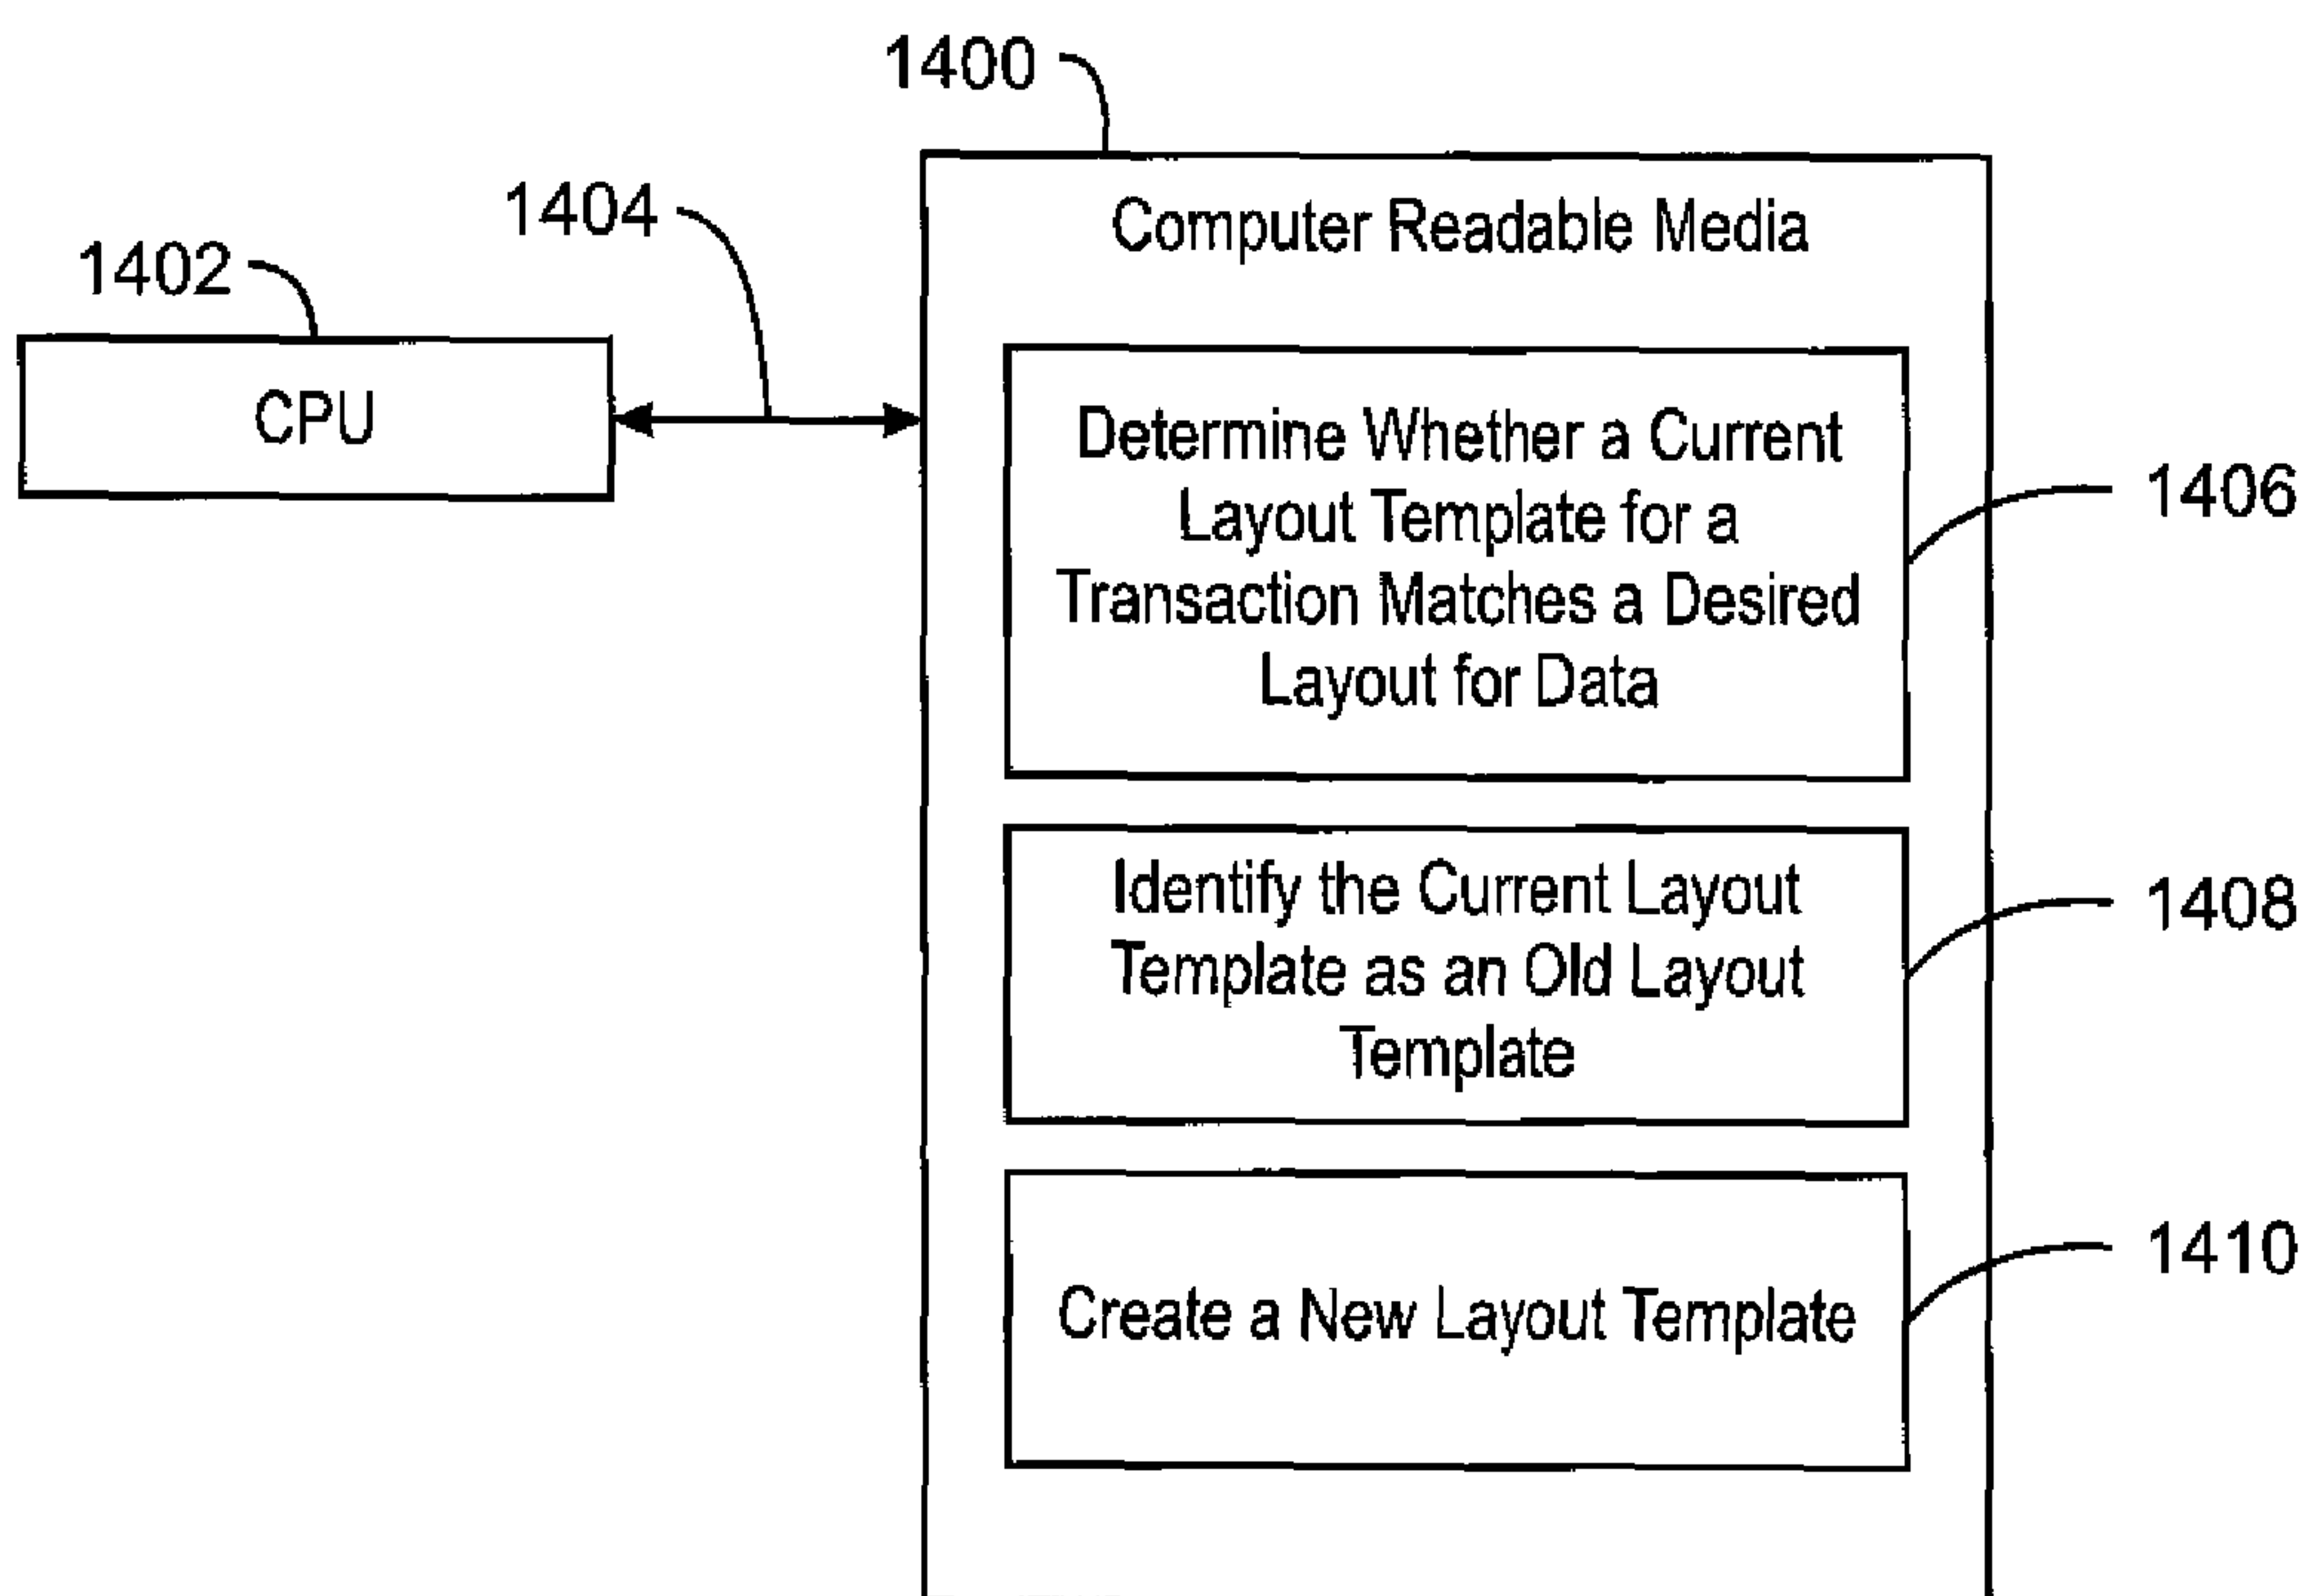 1400
1404
1402
Computer Readable Media
CPU
Determine Whether a Current
Layout Template for a
Transaction Matches a Desired
Layout for Data
1406
Identify the Current Layout
Template as an Old Layout
Template
1408
Create a New Layout Template
1410